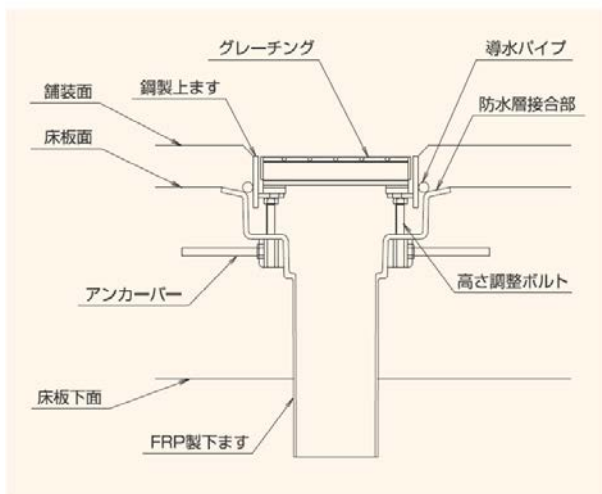 グレーチング
導水パイプ
舗装面
鋼製上ます
防水層接合部
床板面
アンカーバー
高さ調整ボルト
床板下面
FRP製下ます